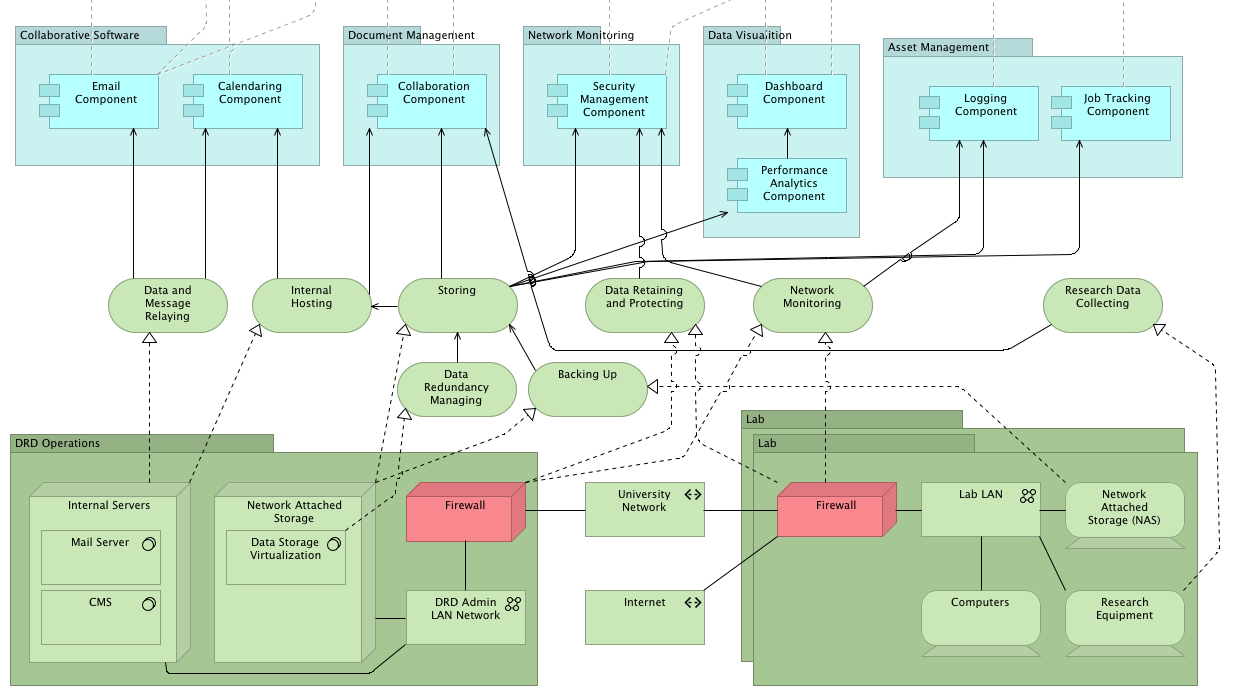 Collaborative Software
Document Management
Network Monitoring
Data Visualition
Asset Management
Email
Component
Calendaring
Component
Collaboration
Component
Security
Management
Component
Dashboard
Component
Logging
Component
Job Tracking
Component
Performance
Analytics
Component
Data and
Message
Relaying
Internal
Hosting
Storing
Data Retaining
and Protecting
Network
Monitoring
Research Data
Collecting
Data
Redundancy
Managing
Backing Up
Lab
DRD Operations
Lab
Internal Servers
Network Attached
Storage
Firewall
University
Network
Firewall
Lab LAN
Network
Attached
Storage (NAS)
Mail Server
Data Storage
Virtualization
CMS
DRD Admin
LAN Network
Internet
Computers
Research
Equipment